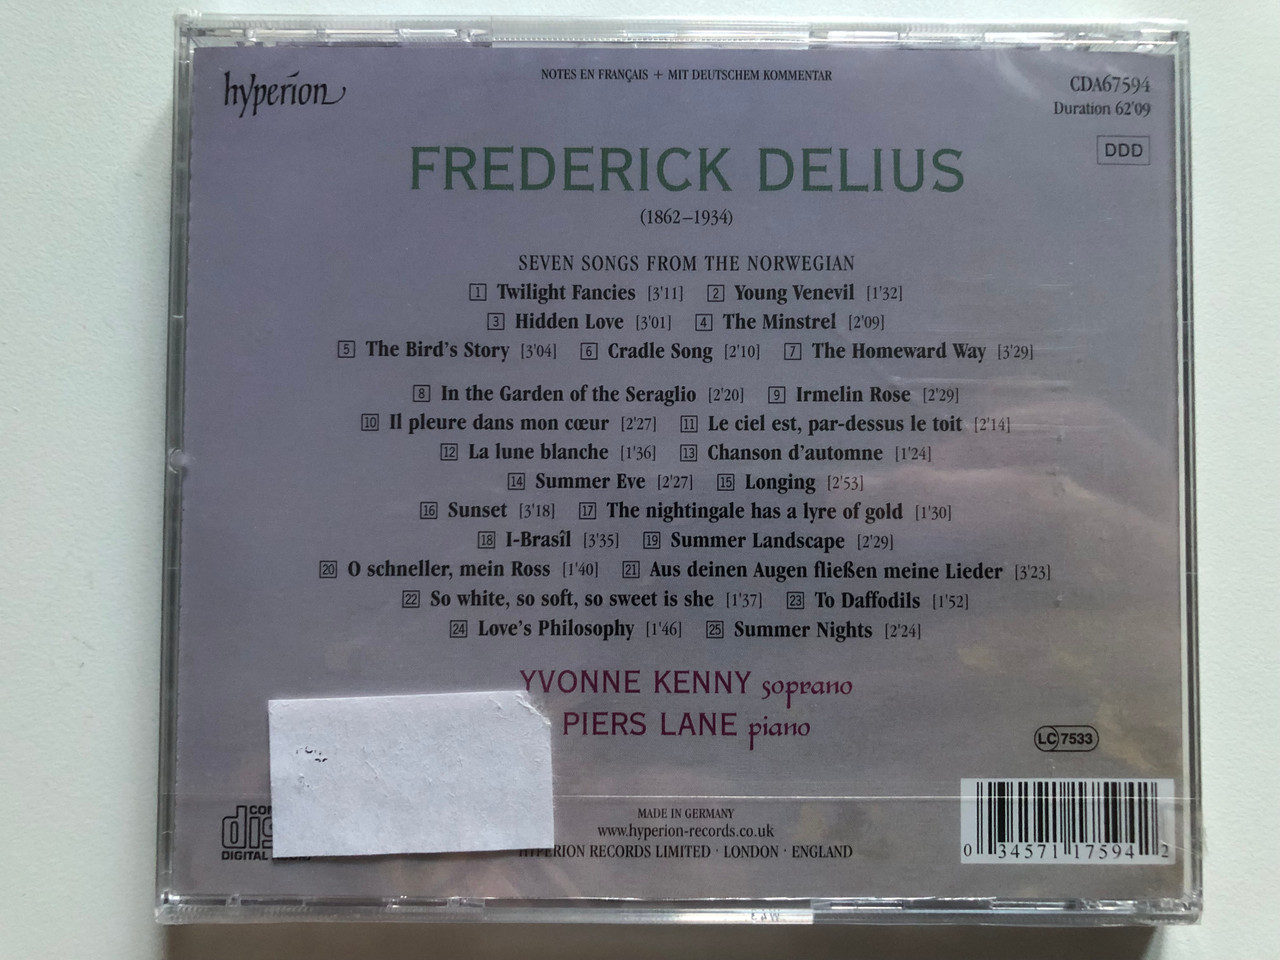 hyperion
NOTES EN FRANÇAIS + MIT DEUTSCHEM KOMMENTAR
CDA67594
Duration 62'09
DDD
FREDERICK DELIUS
(1862–1934)
SEVEN SONGS FROM THE NORWEGIAN
1 Twilight Fancies [3'11] 2 Young Venevil [1'32]
3 Hidden Love [3'01] 4 The Minstrel [2'09]
5 The Bird's Story [3'04] 6 Cradle Song [2'10] 7 The Homeward Way [3'29]
8 In the Garden of the Seraglio [2'20] 9 Irmelin Rose [2'29]
10 Il pleure dans mon cœur [2'27] 11 Le ciel est, par-dessus le toit [2'14]
12 La lune blanche [1'36] 13 Chanson d'automne [1'24]
14 Summer Eve [2'27] 15 Longing [2'53]
16 Sunset [3'18] 17 The nightingale has a lyre of gold [1'30]
18 I-Brasîl [3'35] 19 Summer Landscape [2'29]
20 O schneller, mein Ross [1'40] 21 Aus deinen Augen fließen meine Lieder [3'23]
22 So white, so soft, so sweet is she [1'37] 23 To Daffodils [1'52]
24 Love's Philosophy [1'46] 25 Summer Nights [2'24]
YVONNE KENNY soprano
PIERS LANE piano
LC 7533
DIGITAL
MADE IN GERMANY
www.hyperion-records.co.uk
HYPERION RECORDS LIMITED · LONDON · ENGLAND
0 34571 17594 2